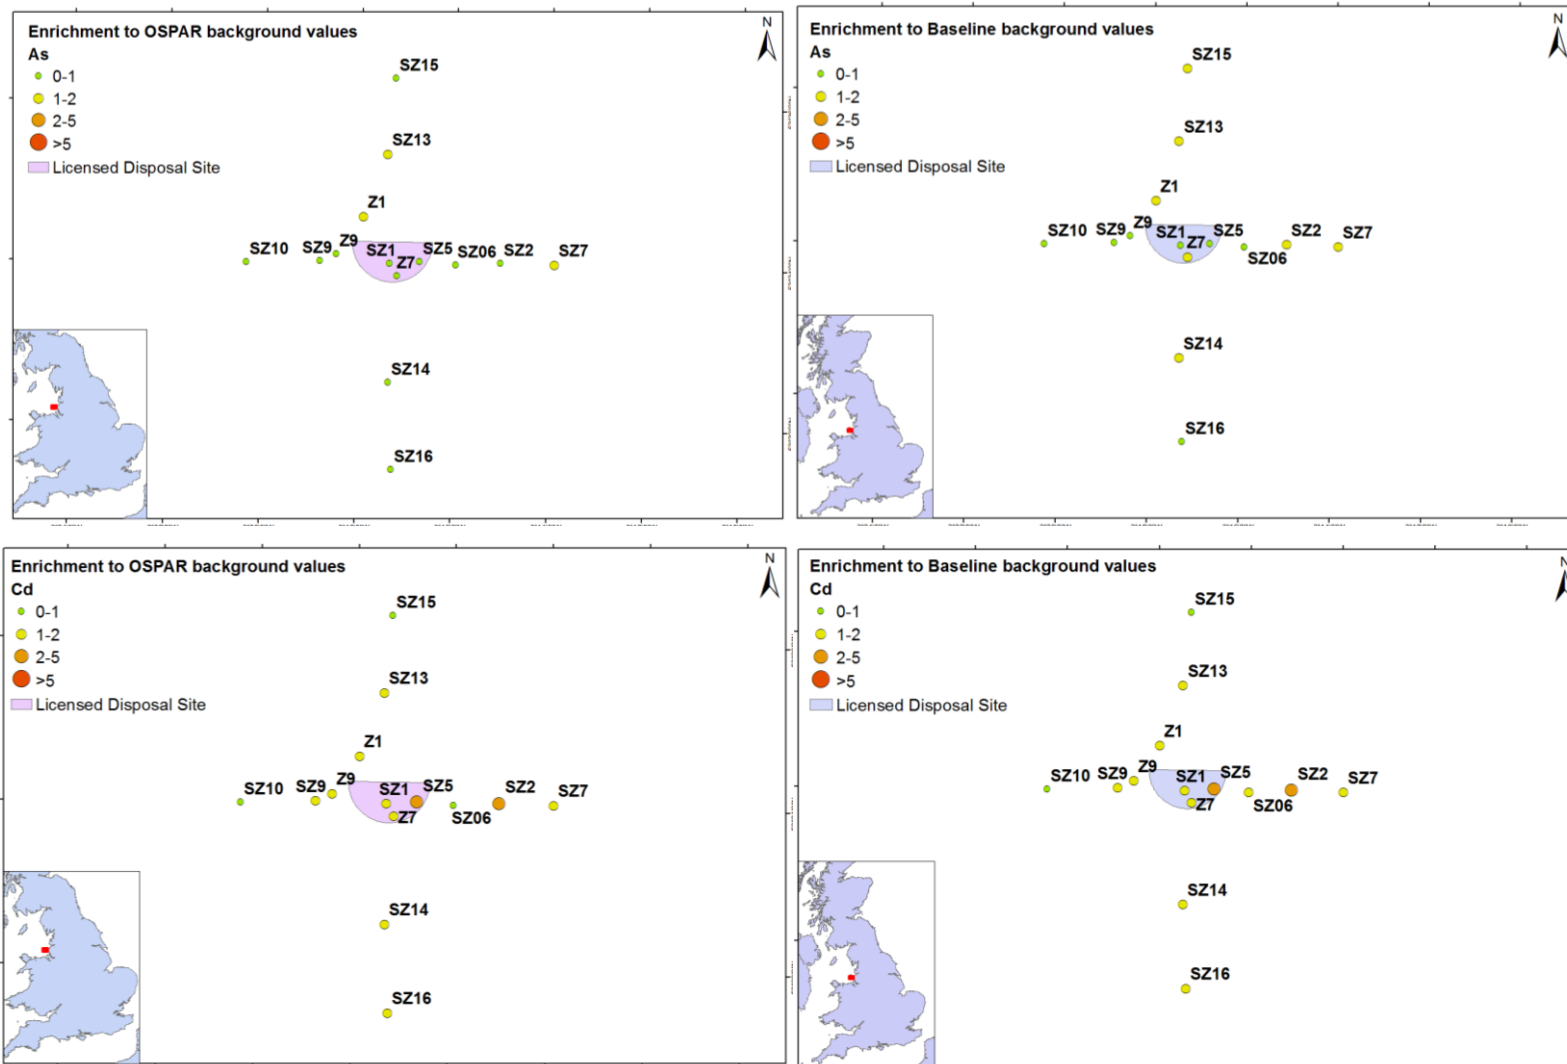 Enrichment to OSPAR background values
As
0-1
1-2
2-5
>5
Licensed Disposal Site
N
SZ15
SZ13
Z1
SZ10
SZ9
Z9
SZ1
Z7
SZ5
SZ06
SZ2
SZ7
SZ14
SZ16
Enrichment to Baseline background values
As
0-1
1-2
2-5
>5
Licensed Disposal Site
N
SZ15
SZ13
Z1
SZ10
SZ9
Z9
SZ1
Z7
SZ5
SZ06
SZ2
SZ7
SZ14
SZ16
Enrichment to OSPAR background values
Cd
0-1
1-2
2-5
>5
Licensed Disposal Site
N
SZ15
SZ13
Z1
SZ10
SZ9
Z9
SZ1
Z7
SZ5
SZ06
SZ2
SZ7
SZ14
SZ16
Enrichment to Baseline background values
Cd
0-1
1-2
2-5
>5
Licensed Disposal Site
N
SZ15
SZ13
Z1
SZ10
SZ9
Z9
SZ1
Z7
SZ5
SZ06
SZ2
SZ7
SZ14
SZ16